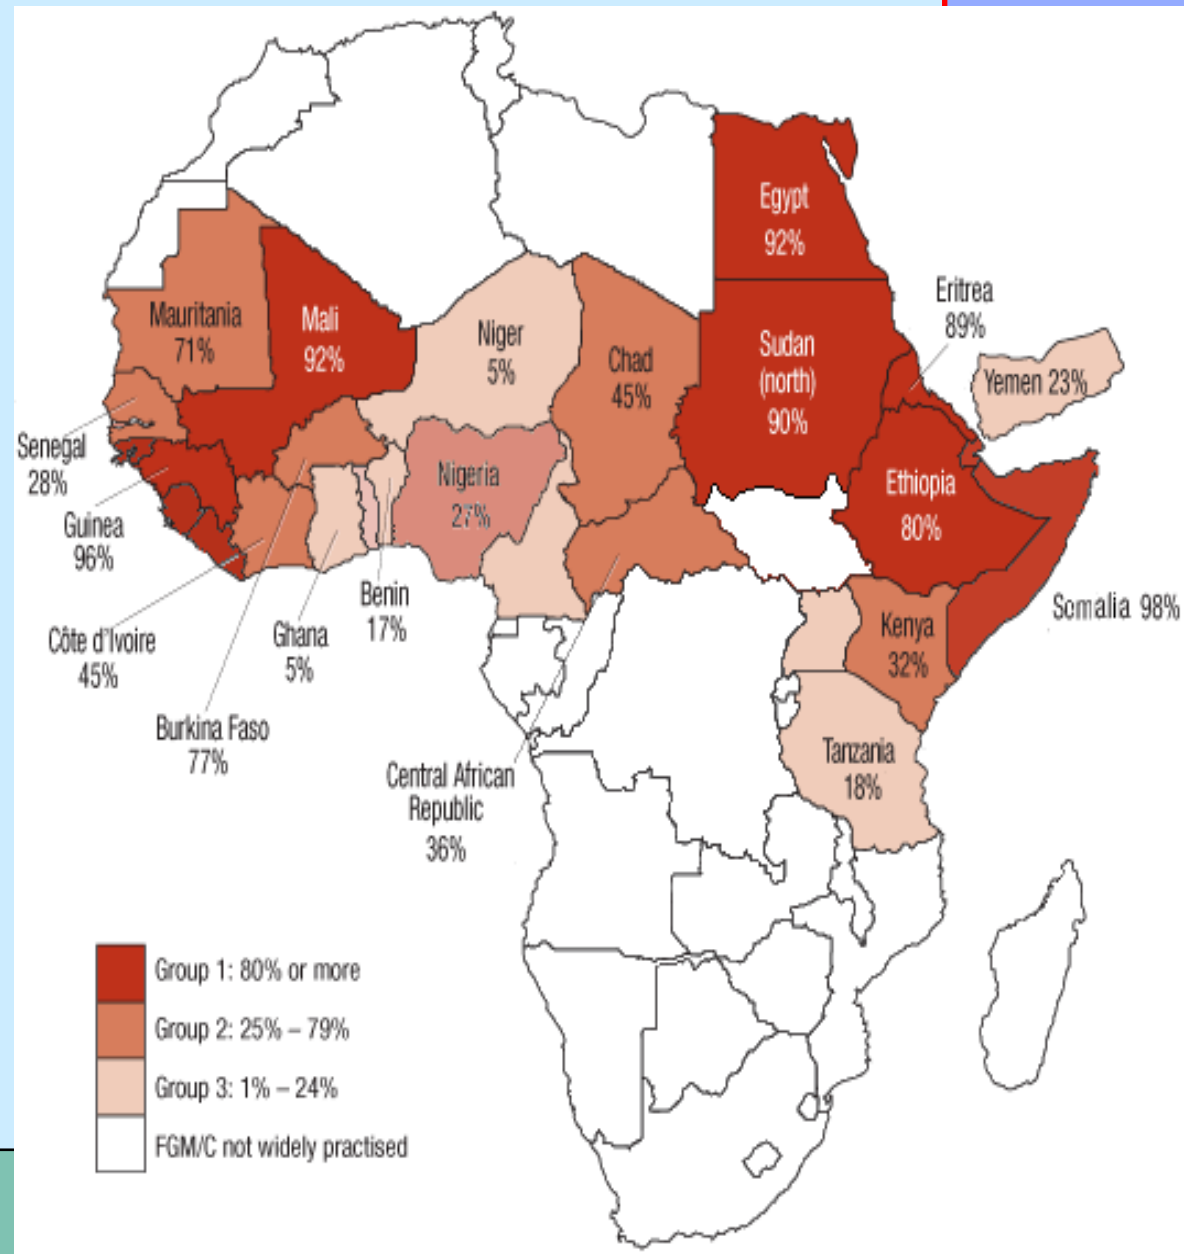 Egypt
92%
Eritrea
89%
Mauritania
71%
Mali
92%
Niger
5%
Chad
45%
Sudan
(north)
90%
Yemen 23%
Senegal
28%
Guinea
96%
Nigeria
27%
Ethiopia
80%
Côte d'Ivoire
45%
Ghana
5%
Benin
17%
Somalia 98%
Kenya
32%
Burkina Faso
77%
Central African
Republic
36%
Tanzania
18%
Group 1: 80% or more
Group 2: 25% – 79%
Group 3: 1% – 24%
FGM/C not widely practised